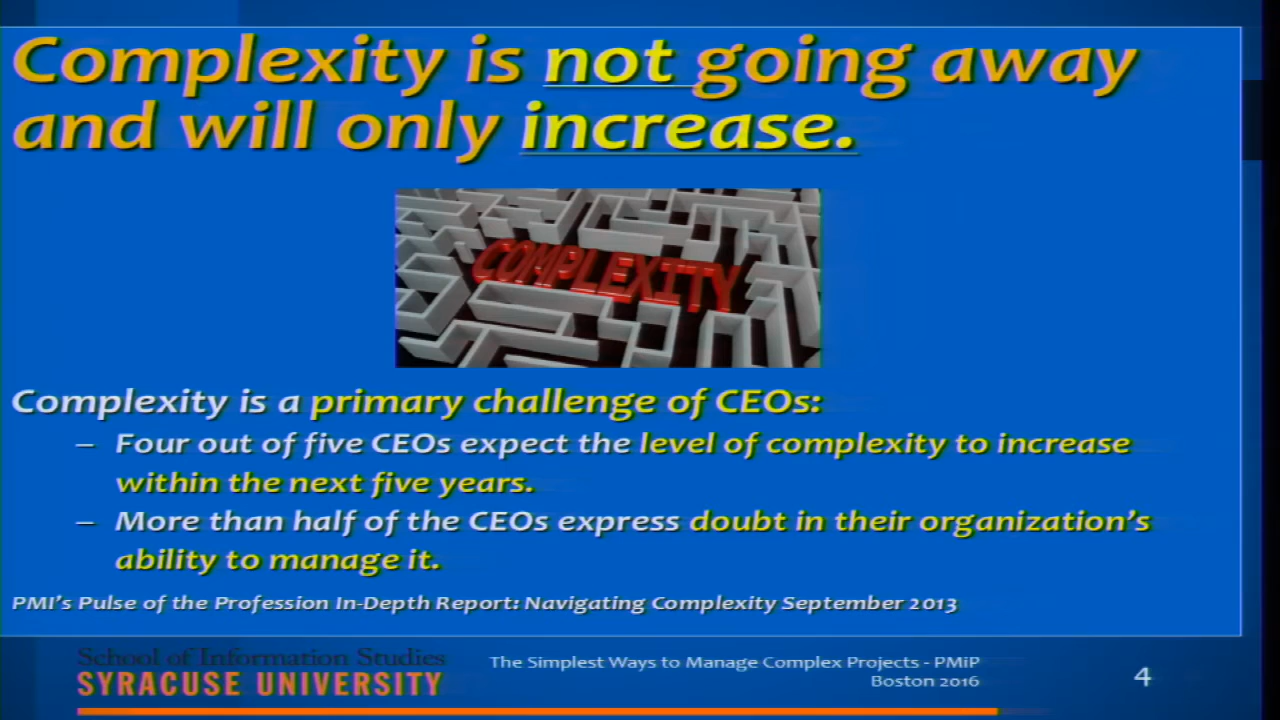 Complexity is not going away
and will only increase.
COMPLEXITY
Complexity is a primary challenge of CEOs:
– Four out of five CEOs expect the level of complexity to increase
within the next five years.
– More than half of the CEOs express doubt in their organization's
ability to manage it.
PMI's Pulse of the Profession In-Depth Report: Navigating Complexity September 2013
School of Information Studies
SYRACUSE UNIVERSITY
The Simplest Ways to Manage Complex Projects - PMiP
Boston 2016
4